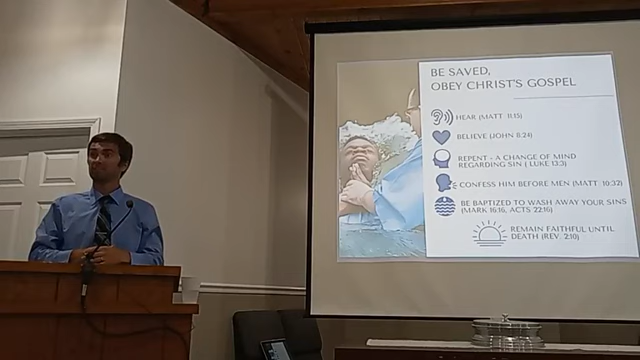 BE SAVED,
OBEY CHRIST'S GOSPEL
HEAR (MATT 11:15)
BELIEVE (JOHN 8:24)
REPENT - A CHANGE OF MIND
REGARDING SIN ( LUKE 13:3)
CONFESS HIM BEFORE MEN (MATT 10:32)
BE BAPTIZED TO WASH AWAY YOUR SINS
(MARK 16:16, ACTS 22:16)
REMAIN FAITHFUL UNTIL
DEATH (REV. 2:10)